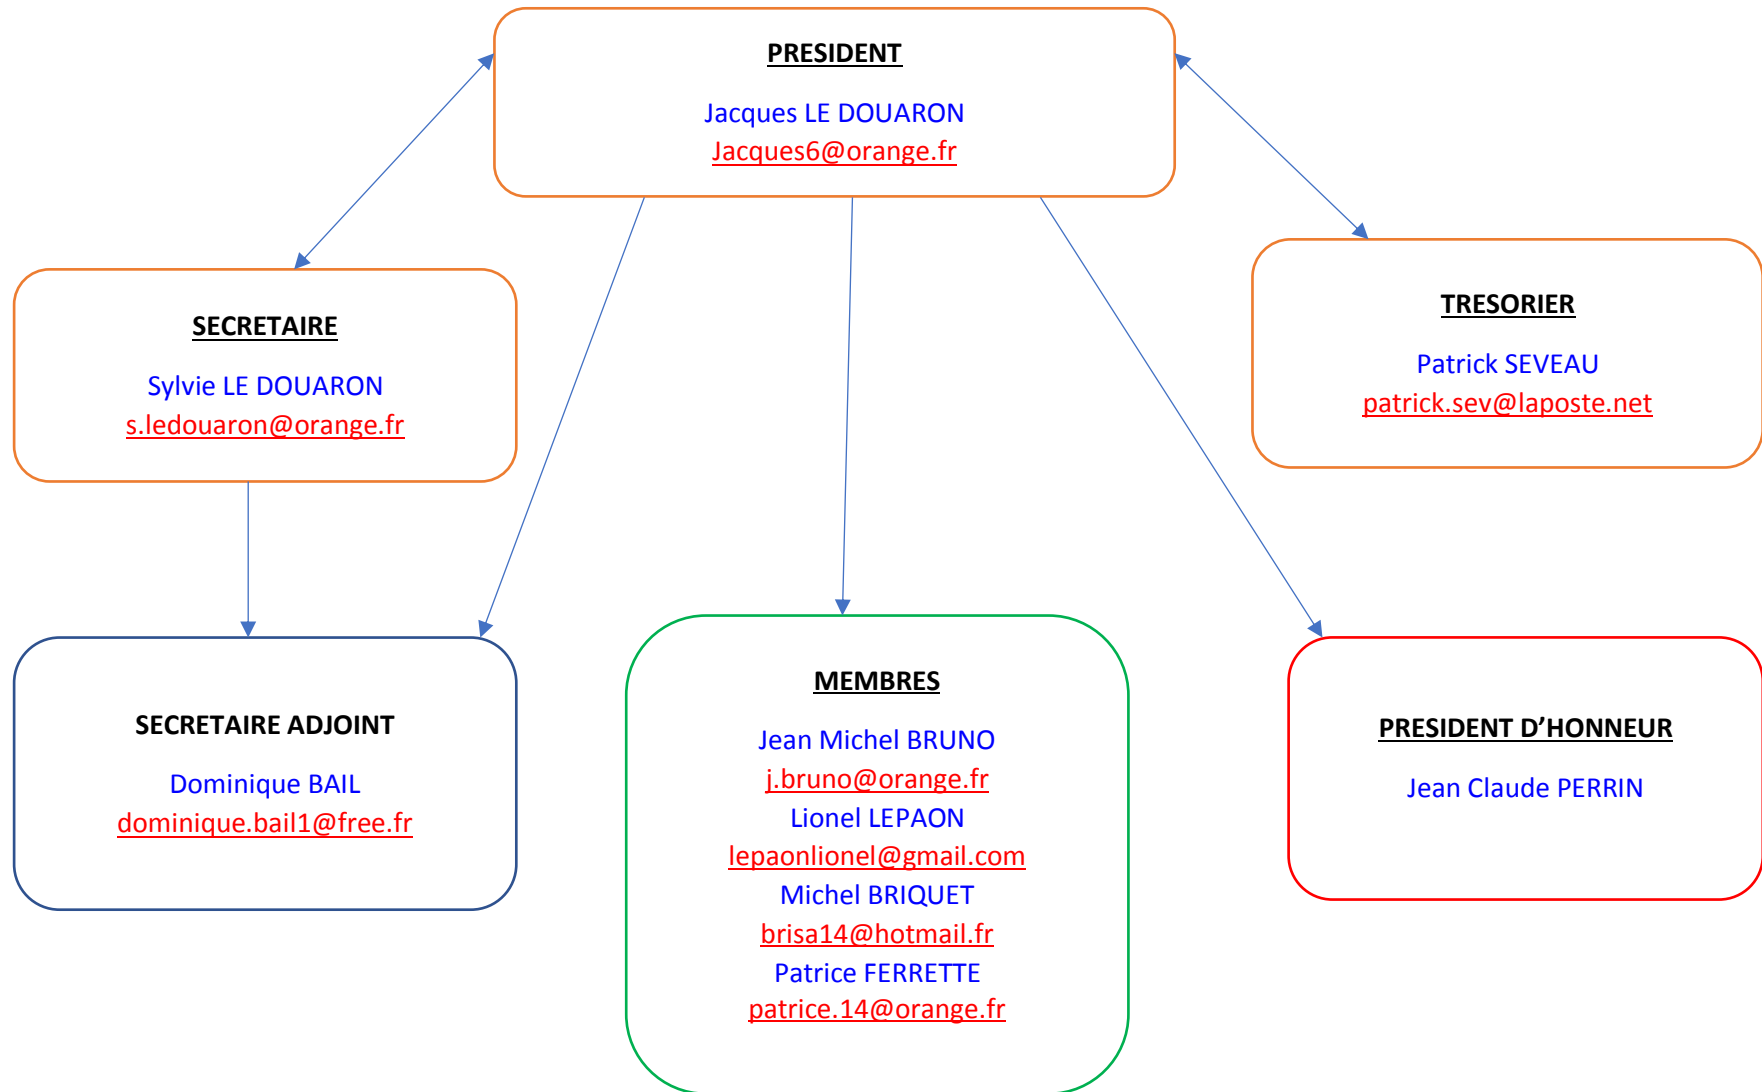 PRESIDENT
Jacques LE DOUARON
Jacques6@orange.fr
SECRETAIRE
Sylvie LE DOUARON
s.ledouaron@orange.fr
TRESORIER
Patrick SEVEAU
patrick.sev@laposte.net
SECRETAIRE ADJOINT
Dominique BAIL
dominique.bail1@free.fr
MEMBRES
Jean Michel BRUNO
j.bruno@orange.fr
Lionel LEPAON
lepaonlionel@gmail.com
Michel BRIQUET
brisa14@hotmail.fr
Patrice FERRETTE
patrice.14@orange.fr
PRESIDENT D’HONNEUR
Jean Claude PERRIN